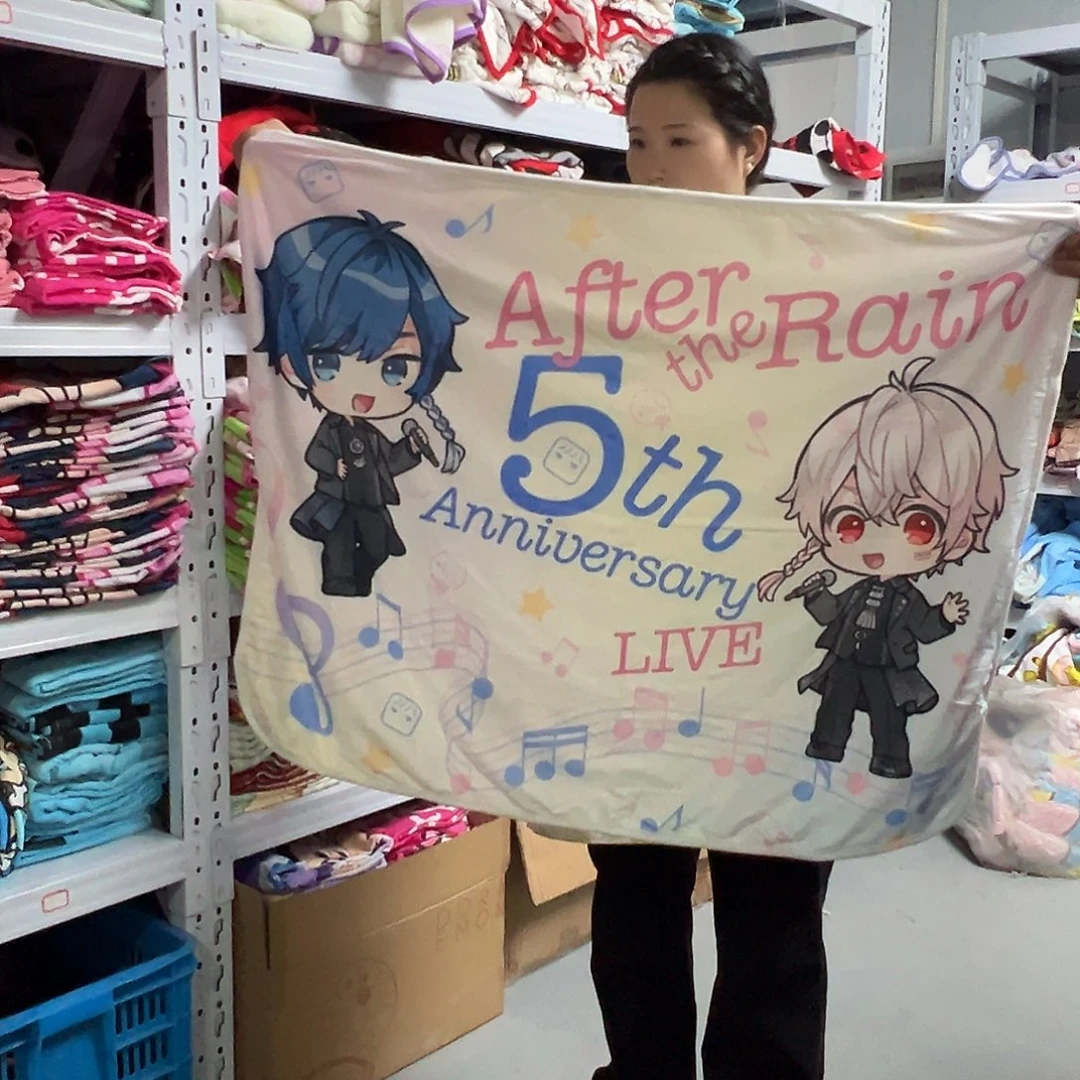 After
the Rain
5th
Anniversary
LIVE